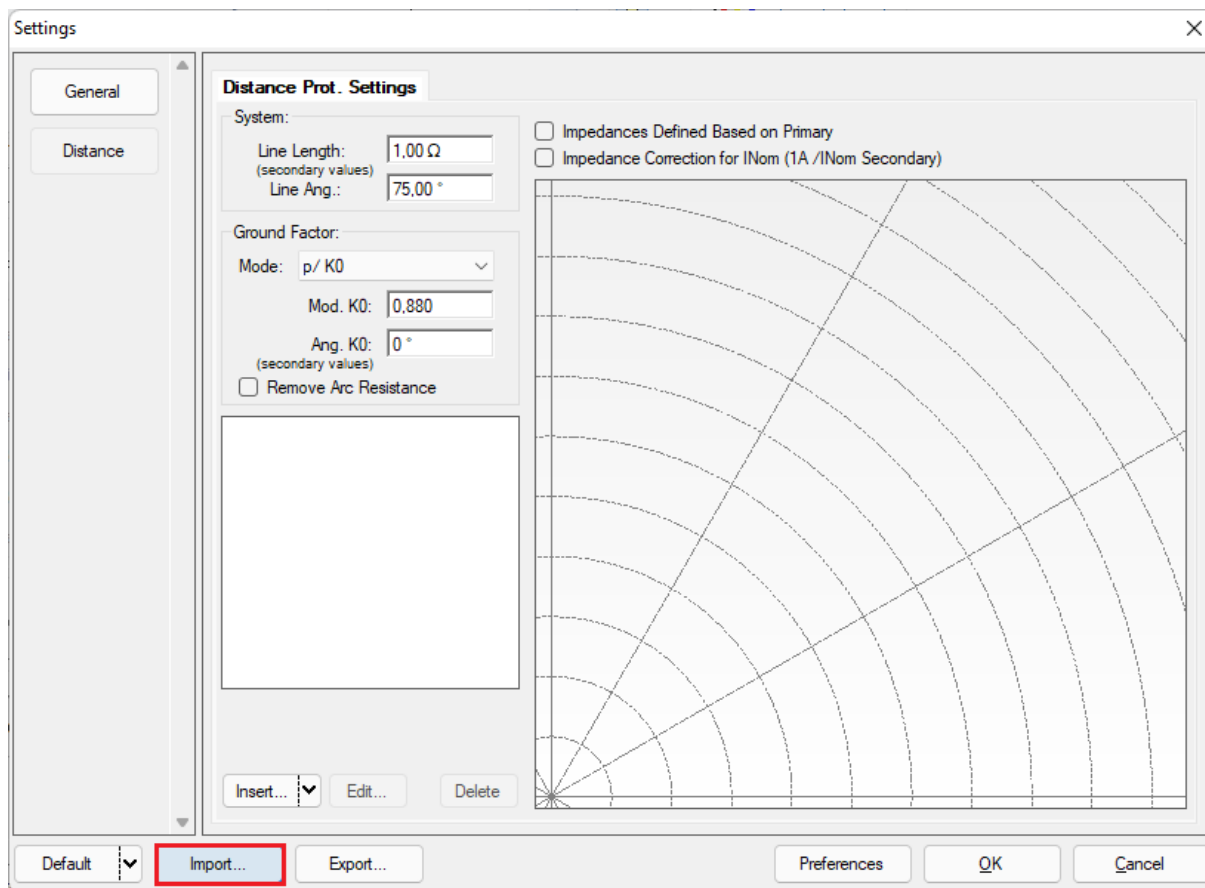 Settings
General
Distance
Distance Prot. Settings
System:
Line Length: 1,00 Ω
(secondary values)
Line Ang.: 75,00 °
Ground Factor:
Mode: p/ K0
Mod. K0: 0,880
Ang. K0: 0 °
(secondary values)
Remove Arc Resistance
Impedances Defined Based on Primary
Impedance Correction for INom (1A /INom Secondary)
Insert... Edit... Delete
Default Import... Export... Preferences OK Cancel